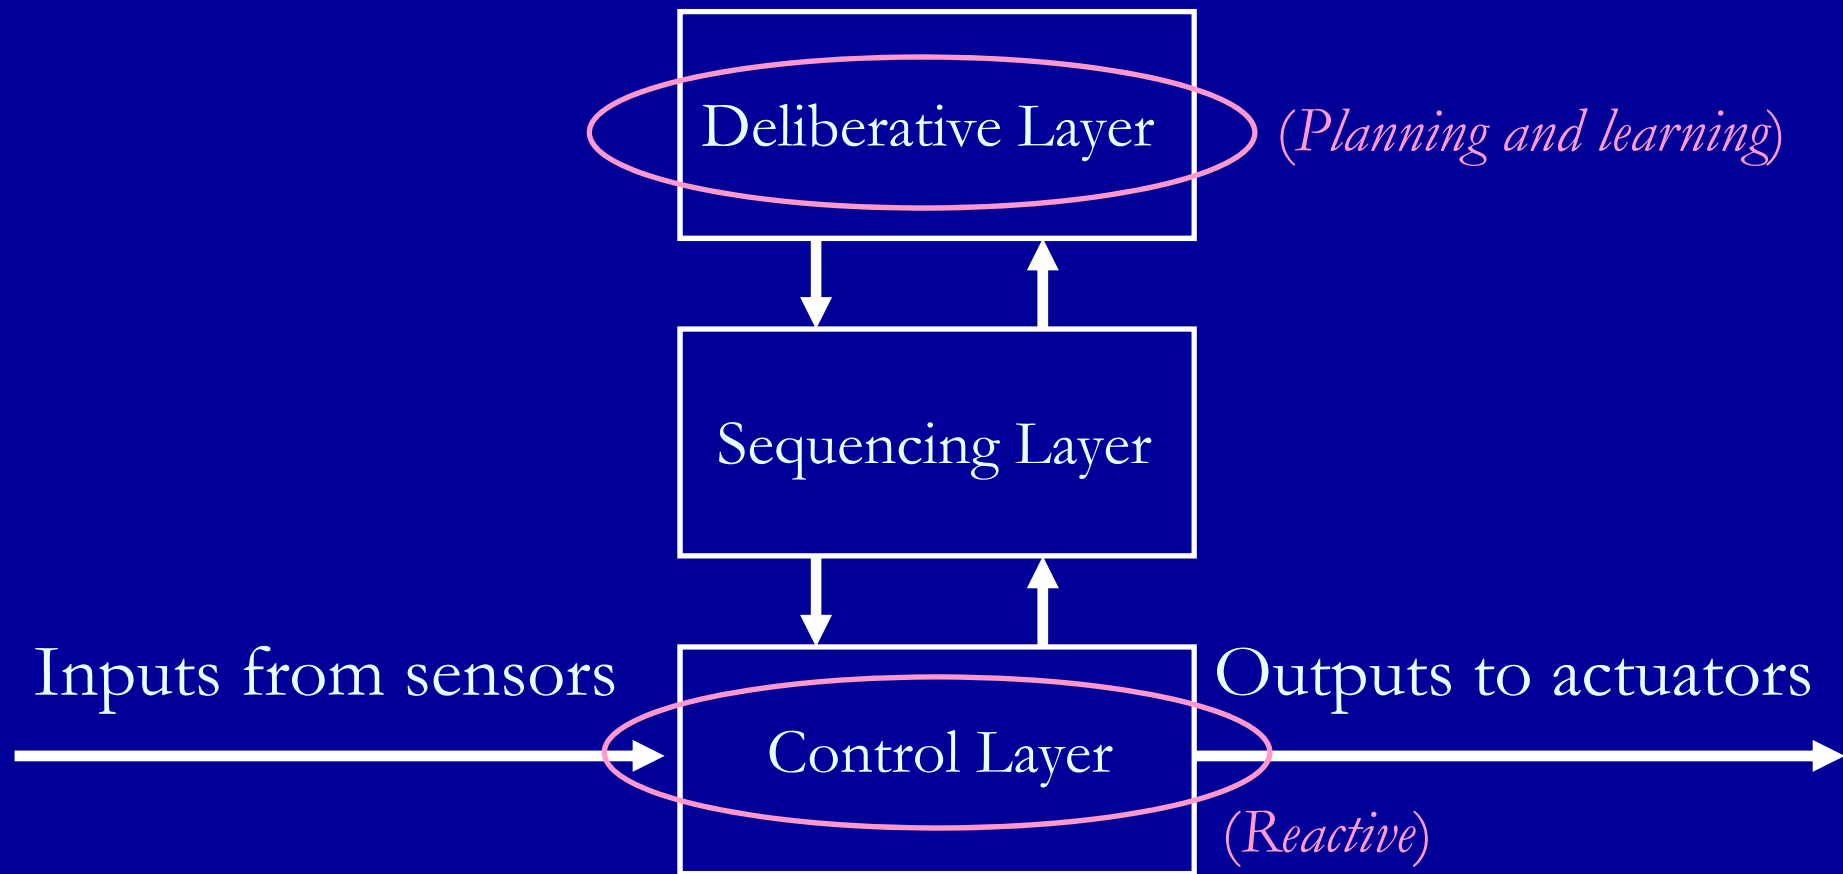 Deliberative Layer
(Planning and learning)
Sequencing Layer
Inputs from sensors
Outputs to actuators
Control Layer
(Reactive)